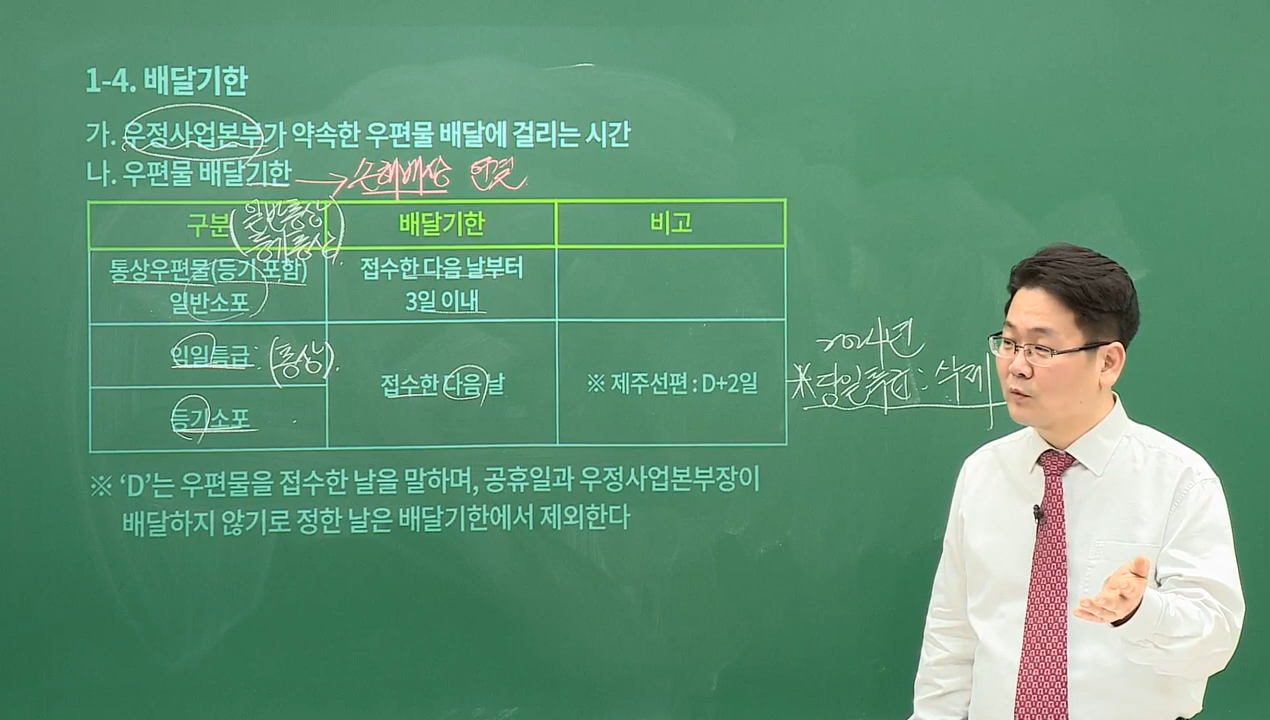 1-4. 배달기한
가. 우정사업본부가 약속한 우편물 배달에 걸리는 시간
나. 우편물 배달기한 → 손해배상 연결
구분 (일반통상
등기통상)
배달기한
비고
통상우편물(등기 포함)
일반소포
접수한 다음 날부터
3일 이내
익일특급: (통상).
등기소포
접수한 다음 날
※ 제주선편 : D+2일
2024년
※ 당일특급 : 삭제
※ ‘D’는 우편물을 접수한 날을 말하며, 공휴일과 우정사업본부장이
배달하지 않기로 정한 날은 배달기한에서 제외한다